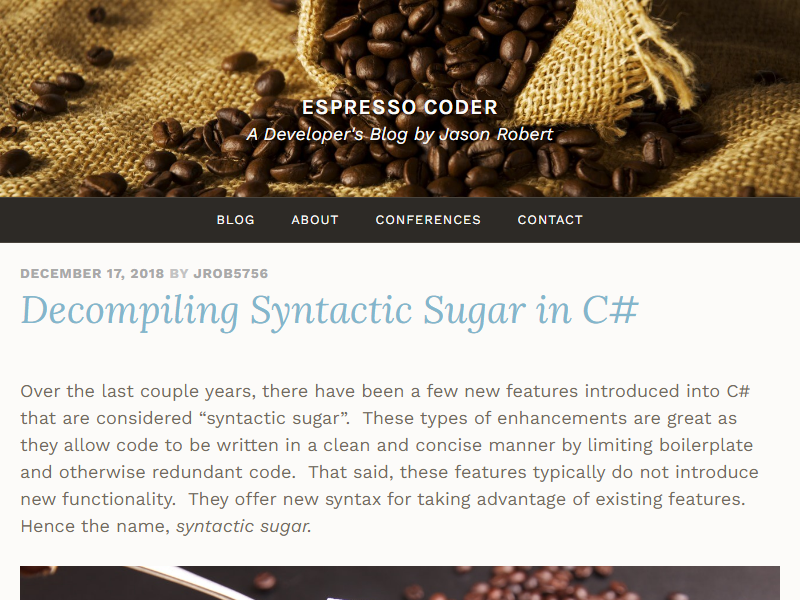 ESPRESSO CODER
A Developer's Blog by Jason Robert
BLOG ABOUT CONFERENCES CONTACT
DECEMBER 17, 2018 BY JROB5756
Decompiling Syntactic Sugar in C#
Over the last couple years, there have been a few new features introduced into C#
that are considered “syntactic sugar”.  These types of enhancements are great as
they allow code to be written in a clean and concise manner by limiting boilerplate
and otherwise redundant code.  That said, these features typically do not introduce
new functionality.  They offer new syntax for taking advantage of existing features.
Hence the name, syntactic sugar.